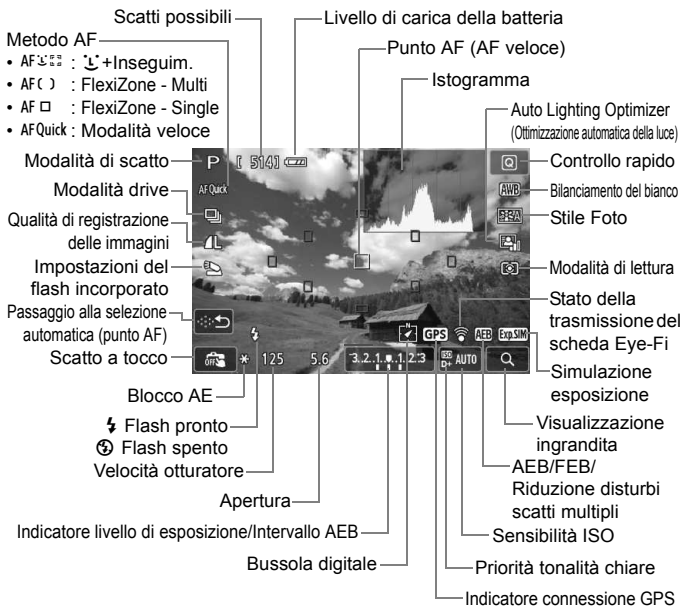 Scatti possibili
Livello di carica della batteria
Metodo AF
Punto AF (AF veloce)
• AF : +Inseguim.
• AF( ) : FlexiZone - Multi
• AF □ : FlexiZone - Single
• AFQuick : Modalità veloce
Istogramma
Auto Lighting Optimizer
(Ottimizzazione automatica della luce)
Modalità di scatto
P [ 514] Q
Controllo rapido
Modalità drive
AFQuick AWB
Bilanciamento del bianco
Qualità di registrazione
delle immagini
L
Stile Foto
Impostazioni del
flash incorporato
Modalità di lettura
Passaggio alla selezione
automatica (punto AF)
Stato della
trasmissione del
scheda Eye-Fi
N GPS AEB Exp.SIM
Scatto a tocco
OFF * 125 5.6 -3..2..1..▼..1..2.:3 ISO D+ AUTO
Simulazione
esposizione
Blocco AE
Flash pronto
Flash spento
Velocità otturatore
Visualizzazione
ingrandita
AEB/FEB/
Riduzione disturbi
scatti multipli
Apertura
Indicatore livello di esposizione/Intervallo AEB
Sensibilità ISO
Bussola digitale
Priorità tonalità chiare
Indicatore connessione GPS